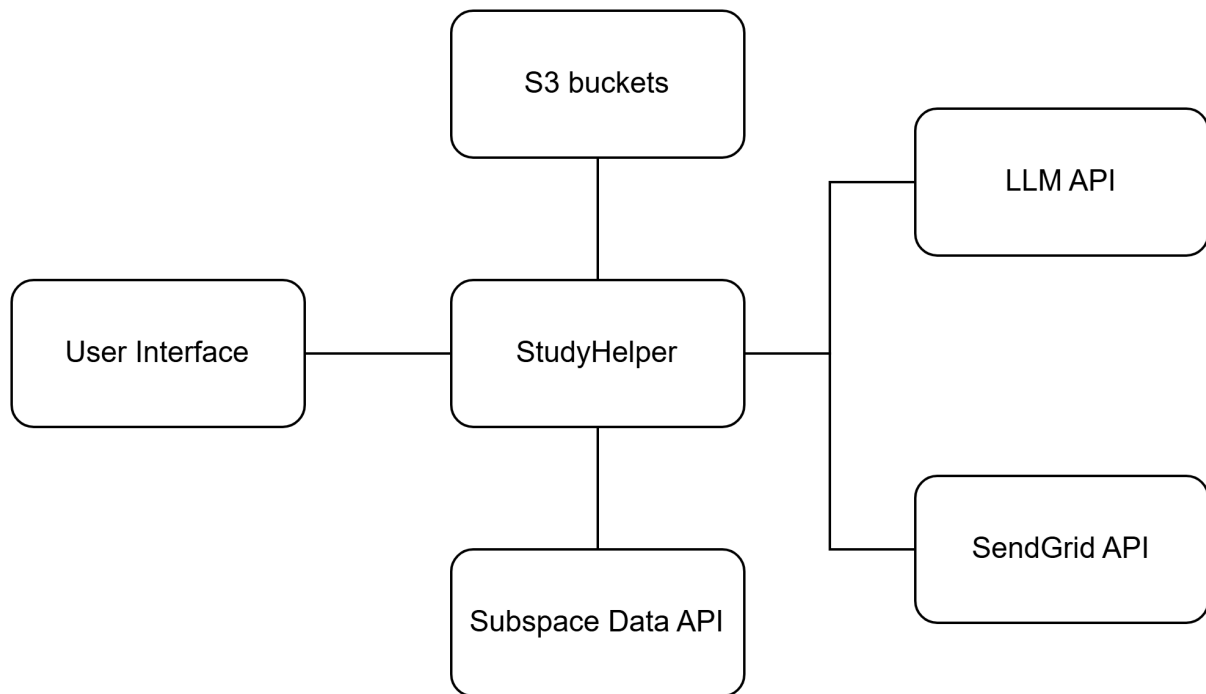 S3 buckets
LLM API
User Interface
StudyHelper
SendGrid API
Subspace Data API